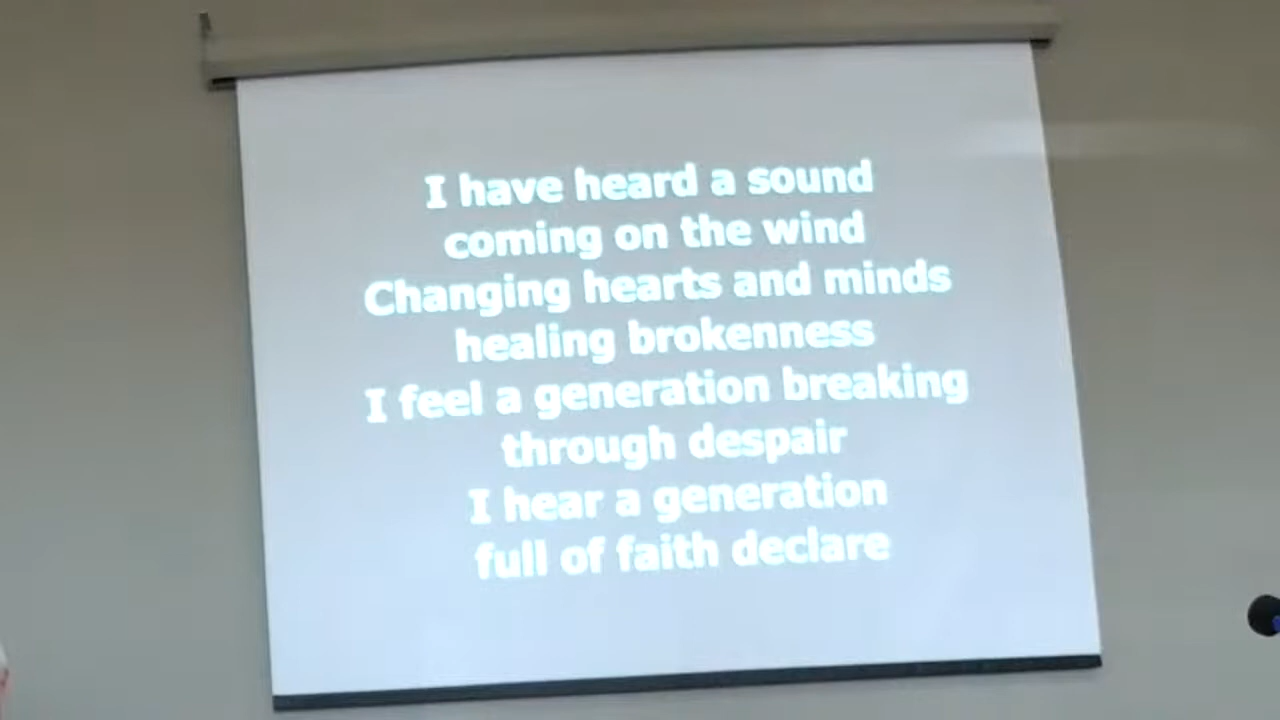 I have heard a sound
coming on the wind
Changing hearts and minds
healing brokenness
I feel a generation breaking
through despair
I hear a generation
full of faith declare